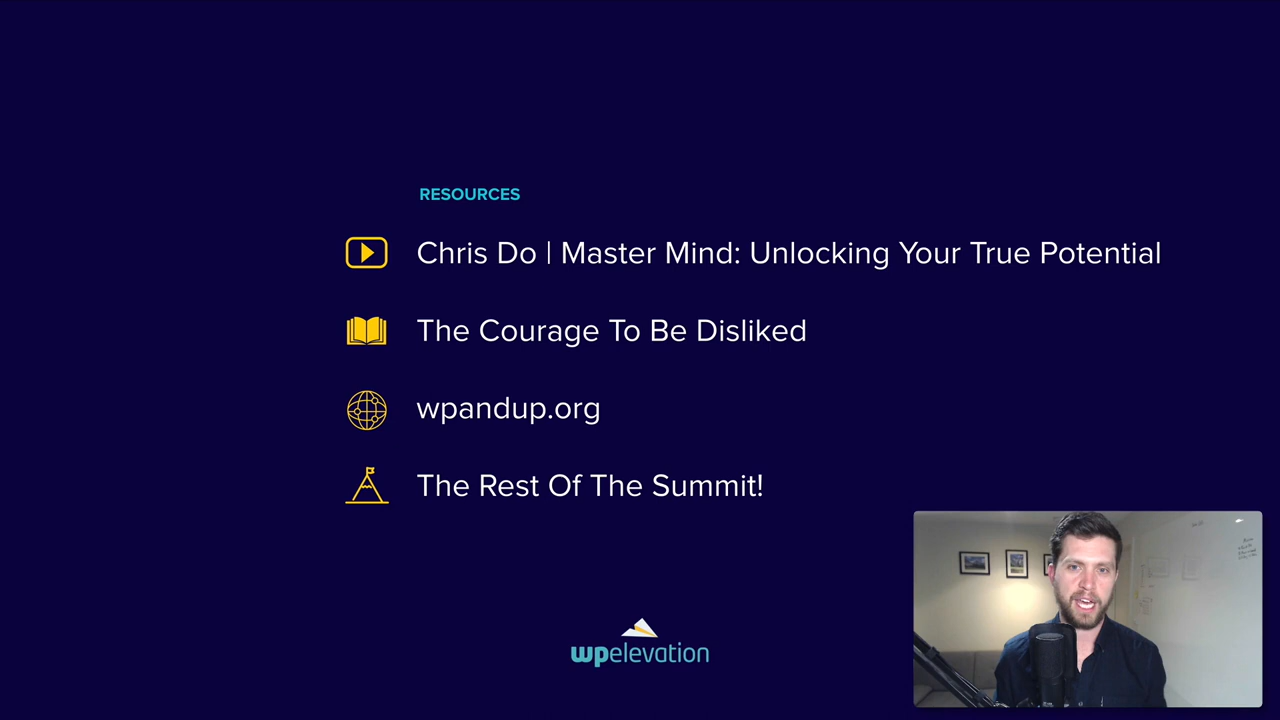 RESOURCES
Chris Do | Master Mind: Unlocking Your True Potential
The Courage To Be Disliked
wpandup.org
The Rest Of The Summit!
wpelevation